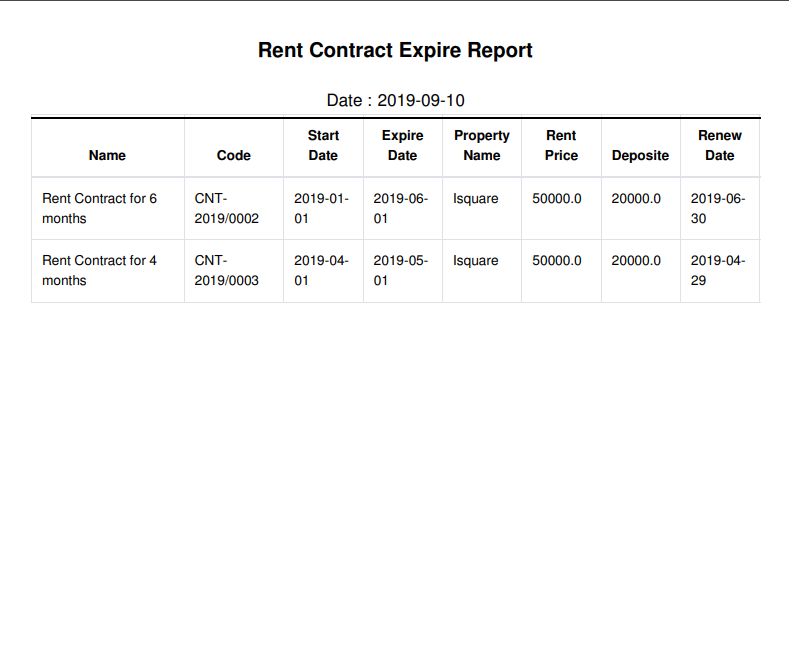 Rent Contract Expire Report
Date : 2019-09-10
Name Code Start Date Expire Date Property Name Rent Price Deposite Renew Date
Rent Contract for 6 months CNT-2019/0002 2019-01-01 2019-06-01 Isquare 50000.0 20000.0 2019-06-30
Rent Contract for 4 months CNT-2019/0003 2019-04-01 2019-05-01 Isquare 50000.0 20000.0 2019-04-29